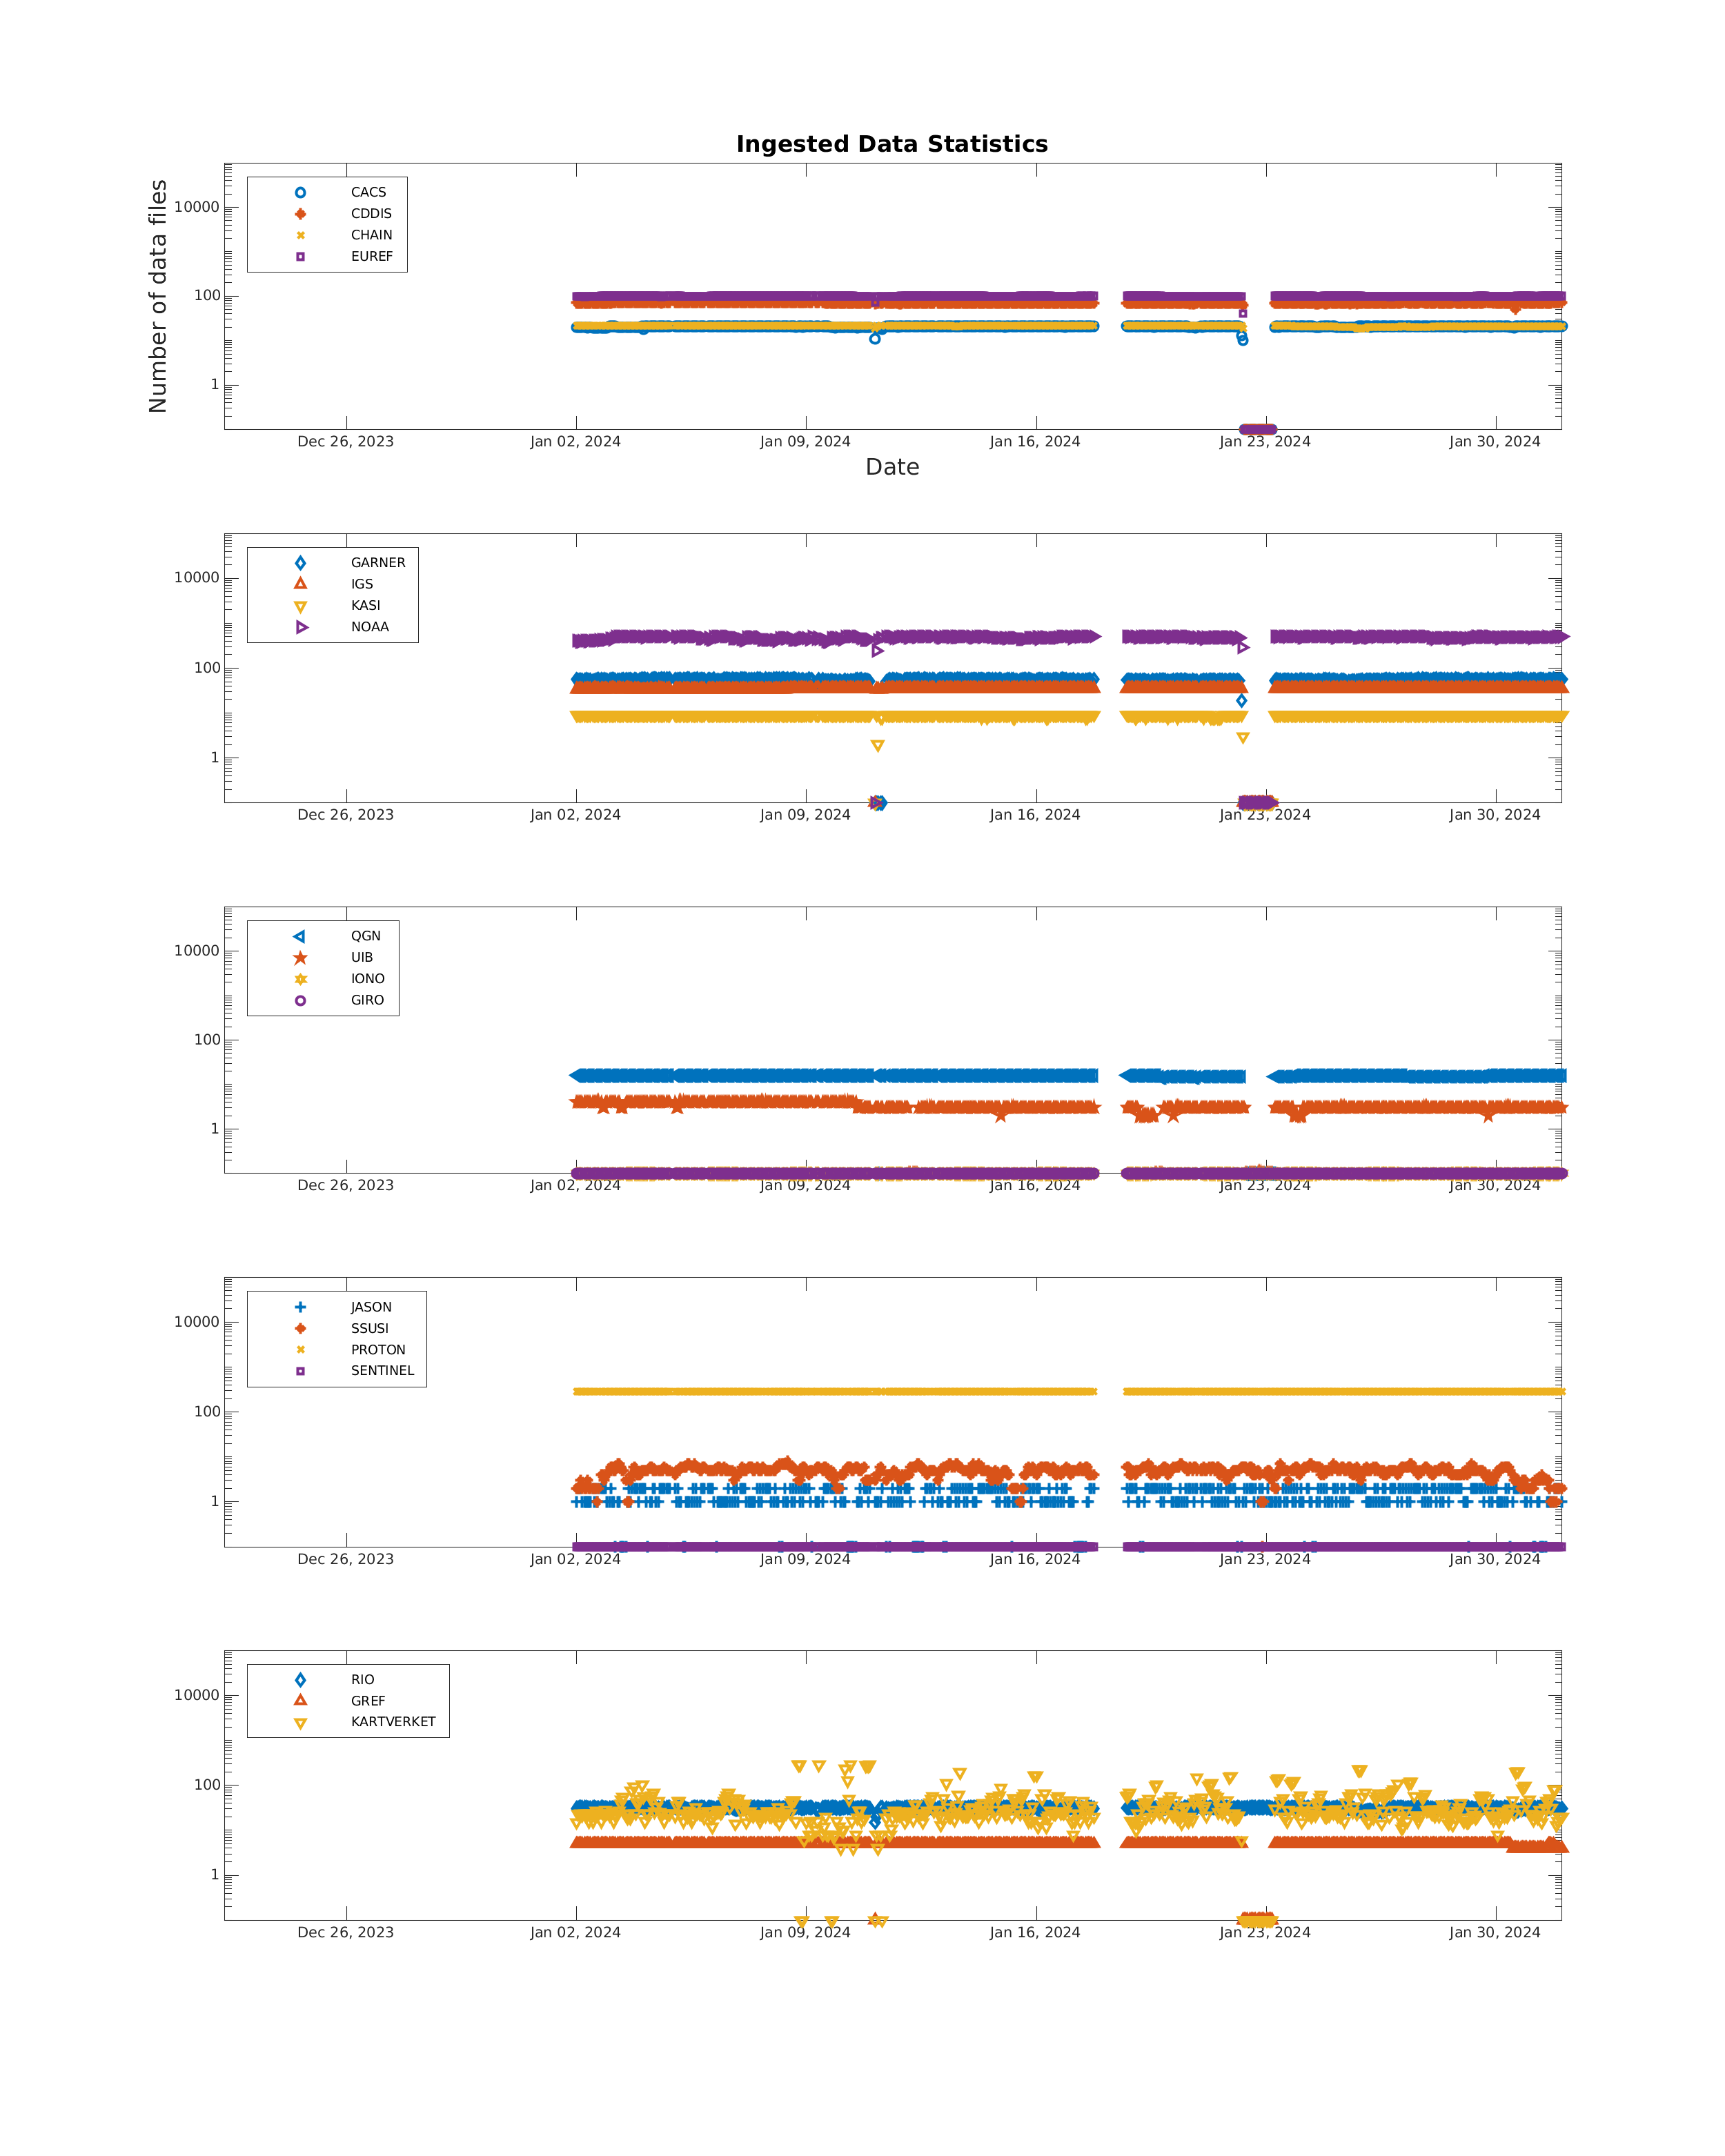 Ingested Data Statistics
Number of data files
10000
100
1
CACS
CDDIS
CHAIN
EUREF
Dec 26, 2023 Jan 02, 2024 Jan 09, 2024 Jan 16, 2024 Jan 23, 2024 Jan 30, 2024
Date
10000
100
1
GARNER
IGS
KASI
NOAA
Dec 26, 2023 Jan 02, 2024 Jan 09, 2024 Jan 16, 2024 Jan 23, 2024 Jan 30, 2024
10000
100
1
QGN
UIB
IONO
GIRO
Dec 26, 2023 Jan 02, 2024 Jan 09, 2024 Jan 16, 2024 Jan 23, 2024 Jan 30, 2024
10000
100
1
JASON
SSUSI
PROTON
SENTINEL
Dec 26, 2023 Jan 02, 2024 Jan 09, 2024 Jan 16, 2024 Jan 23, 2024 Jan 30, 2024
10000
100
1
RIO
GREF
KARTVERKET
Dec 26, 2023 Jan 02, 2024 Jan 09, 2024 Jan 16, 2024 Jan 23, 2024 Jan 30, 2024